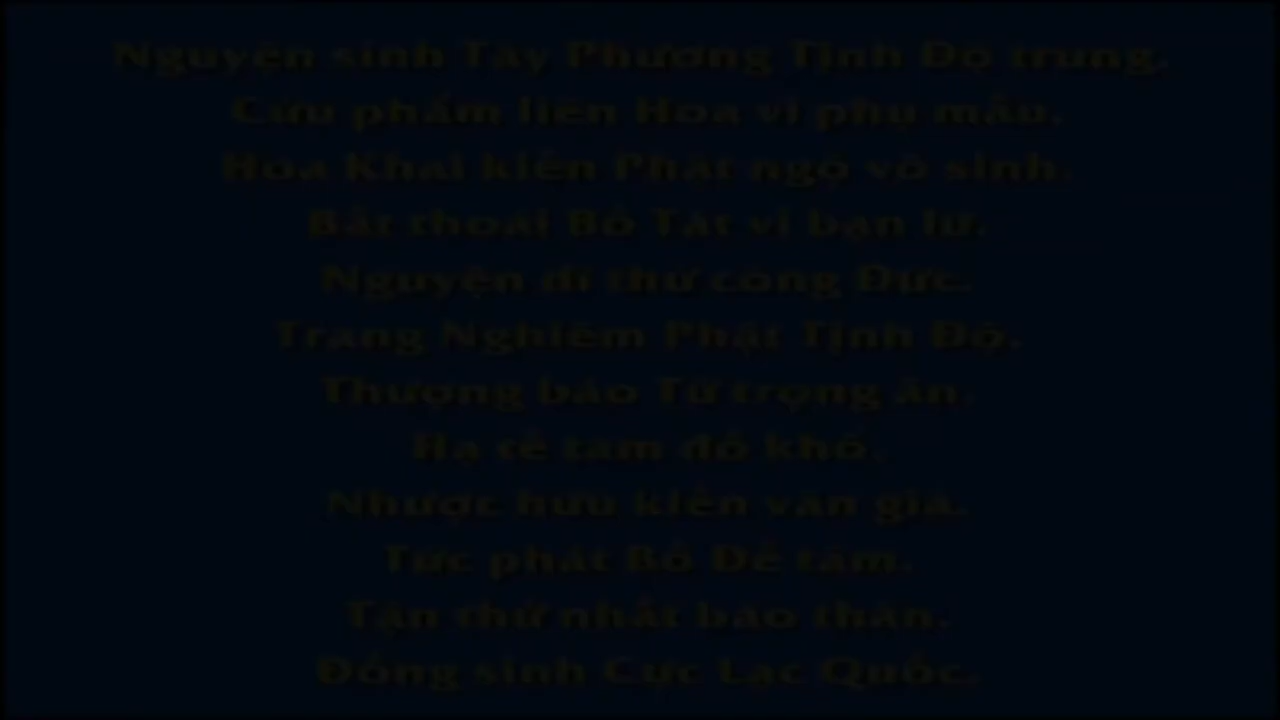 Nguyện sinh Tây Phương Tịnh Độ trung.
Cửu phẩm liên Hoa vi phụ mẫu.
Hoa Khai kiến Phật ngộ vô sinh.
Bất thoái Bồ Tát vi bạn lữ.
Nguyện dĩ thử công Đức.
Trang Nghiêm Phật Tịnh Độ.
Thượng báo Tứ trọng ân.
Hạ tế tam đồ khổ.
Nhược hữu kiến văn giả.
Tức phát Bồ Đề tâm.
Tận thử nhất báo thân.
Đồng sinh Cực Lạc Quốc.